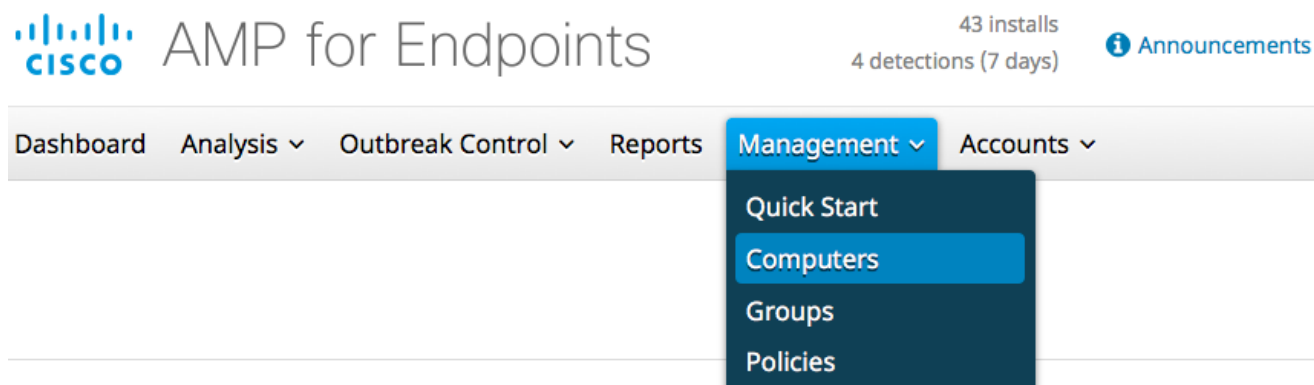 CISCO AMP for Endpoints
43 installs
4 detections (7 days)
Announcements
Dashboard Analysis Outbreak Control Reports Management Accounts
Quick Start
Computers
Groups
Policies